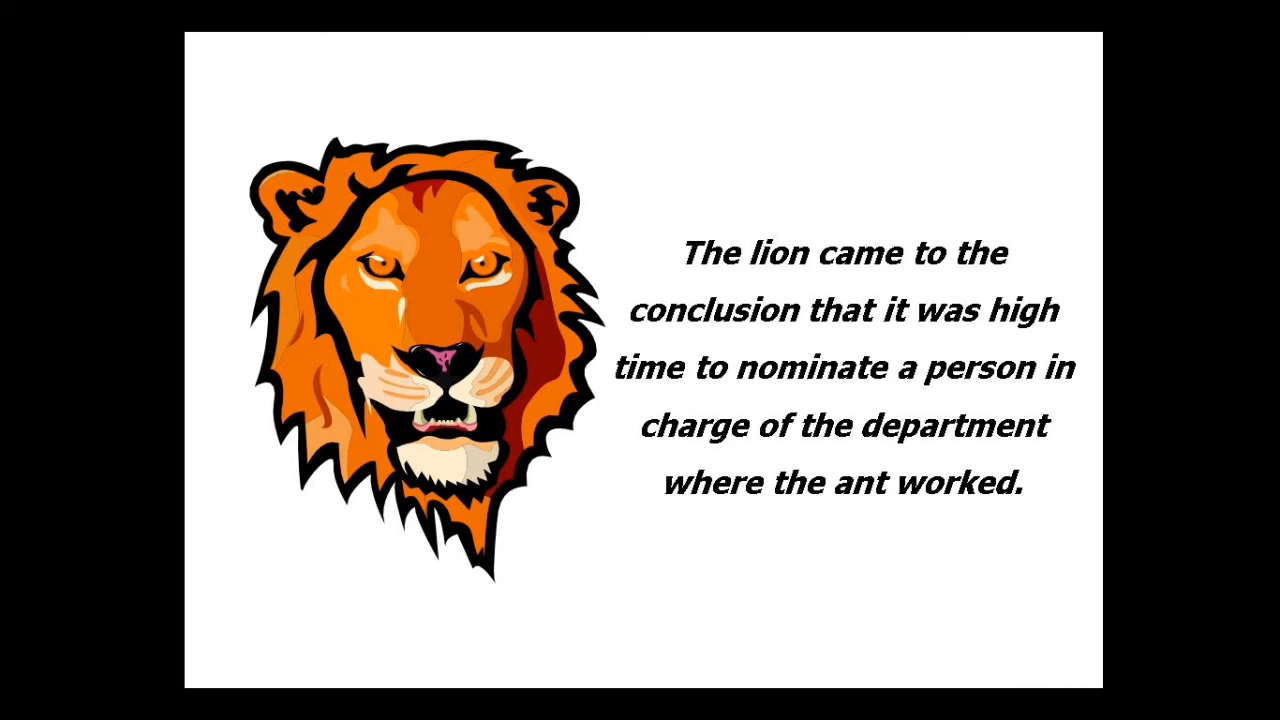 The lion came to the
conclusion that it was high
time to nominate a person in
charge of the department
where the ant worked.